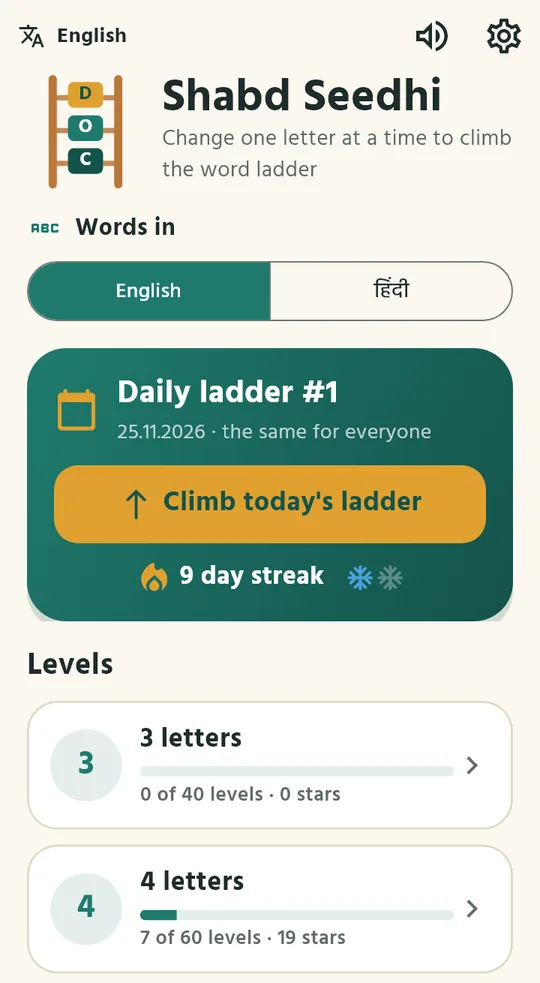 English
D
O
C
Shabd Seedhi
Change one letter at a time to climb
the word ladder
ABC Words in
English
हिंदी
Daily ladder #1
25.11.2026 · the same for everyone
↑ Climb today's ladder
9 day streak
Levels
3
3 letters
0 of 40 levels · 0 stars
4
4 letters
7 of 60 levels · 19 stars